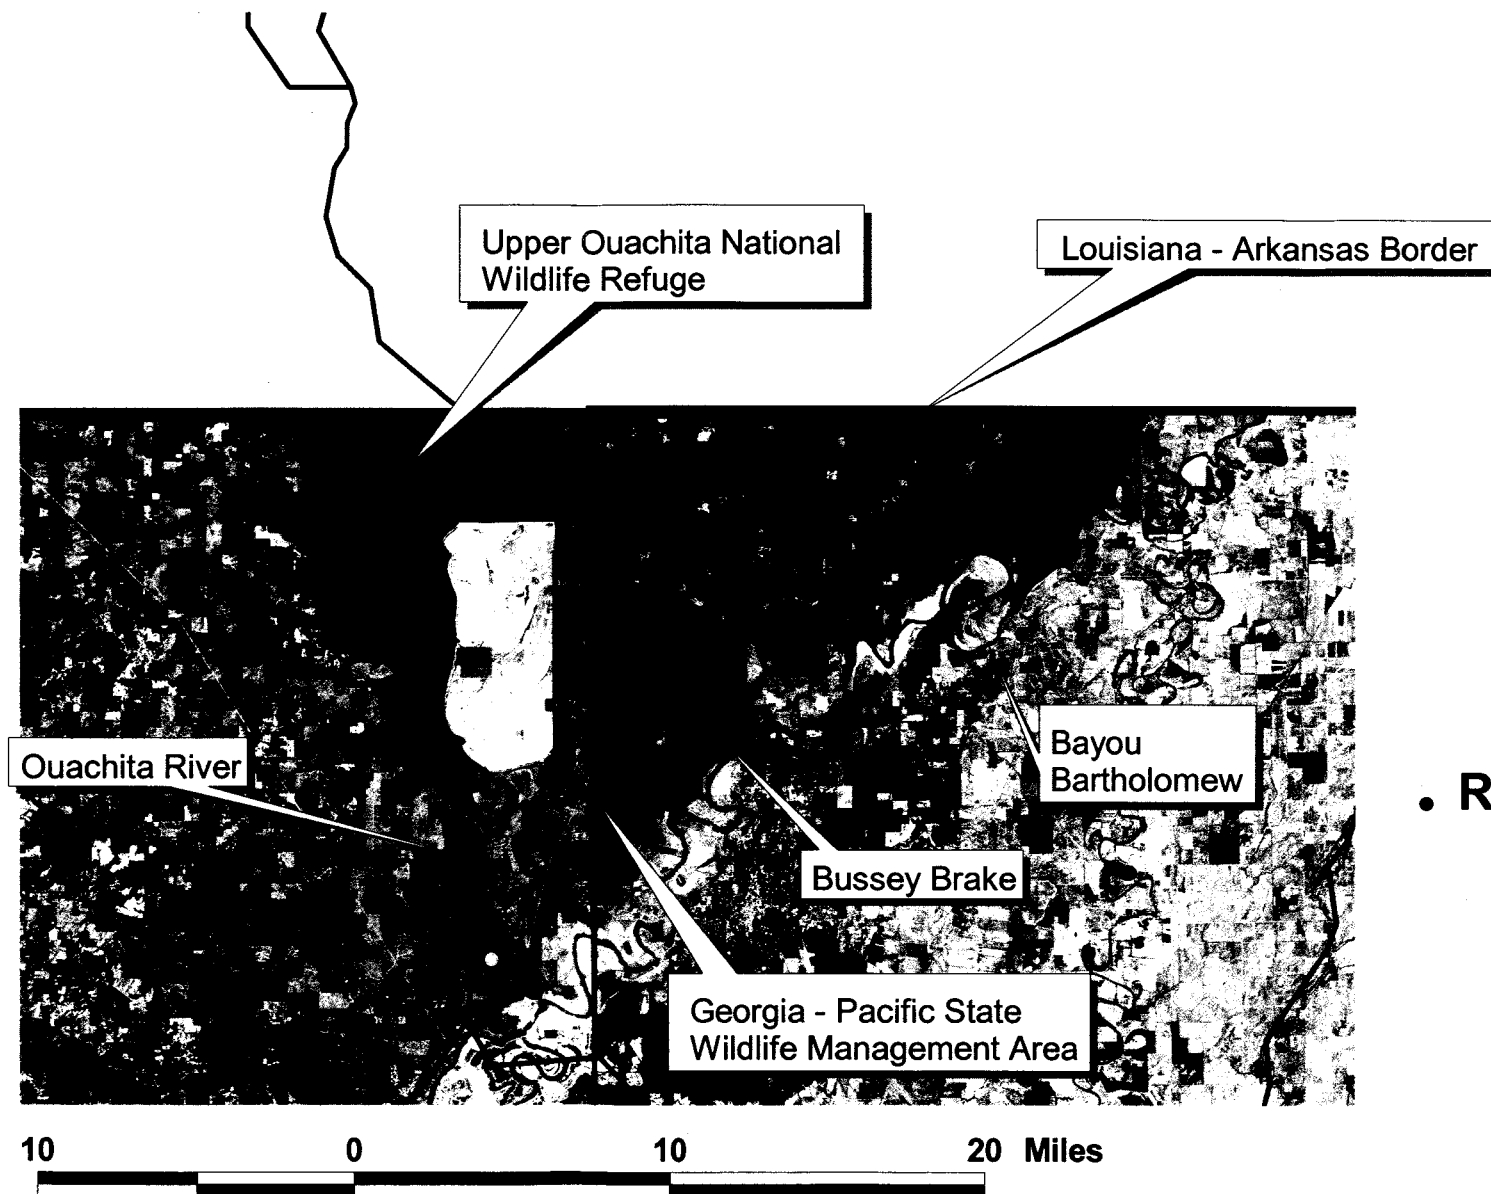 Upper Ouachita National
Wildlife Refuge
Louisiana - Arkansas Border
Ouachita River
Bayou
Bartholomew
R
Bussey Brake
Georgia - Pacific State
Wildlife Management Area
10 0 10 20 Miles